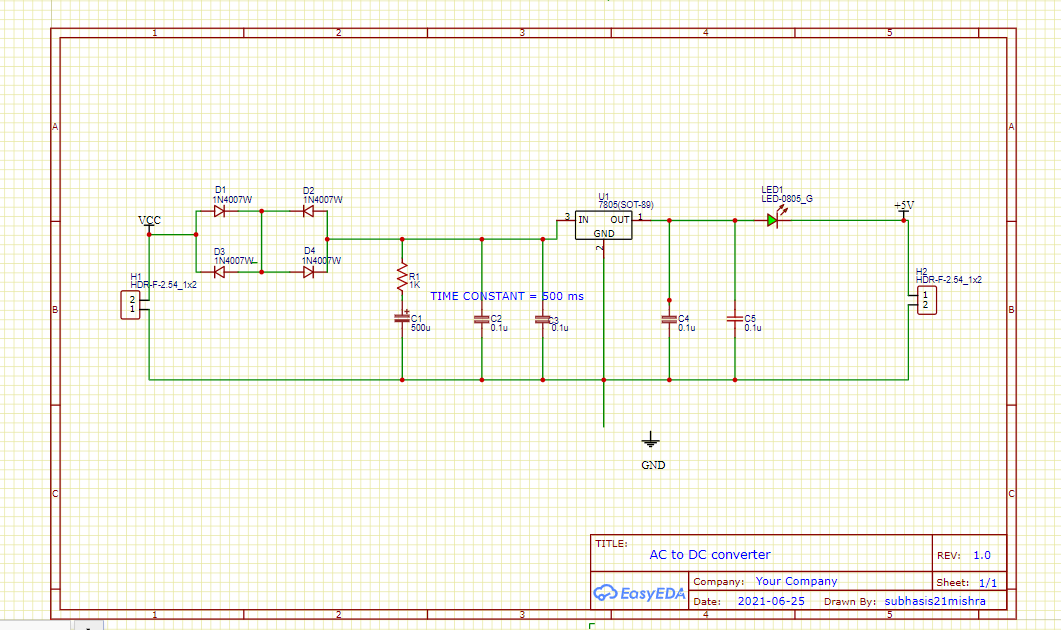 1 2 3 4 5
A A
B B
C C
VCC
H1
HDR-F-2.54_1x2
2
1
D1
1N4007W
D2
1N4007W
D3
1N4007W
D4
1N4007W
R1
1K
TIME CONSTANT = 500 ms
C1
500u
C2
0.1u
C3
0.1u
U1
7805(SOT-89)
3 IN OUT 1
GND
2
C4
0.1u
C5
0.1u
LED1
LED-0805_G
+5V
H2
HDR-F-2.54_1x2
1
2
GND
TITLE:
AC to DC converter
REV: 1.0
EasyEDA
Company: Your Company
Sheet: 1/1
Date: 2021-06-25 Drawn By: subhasis21mishra
1 2 3 4 5